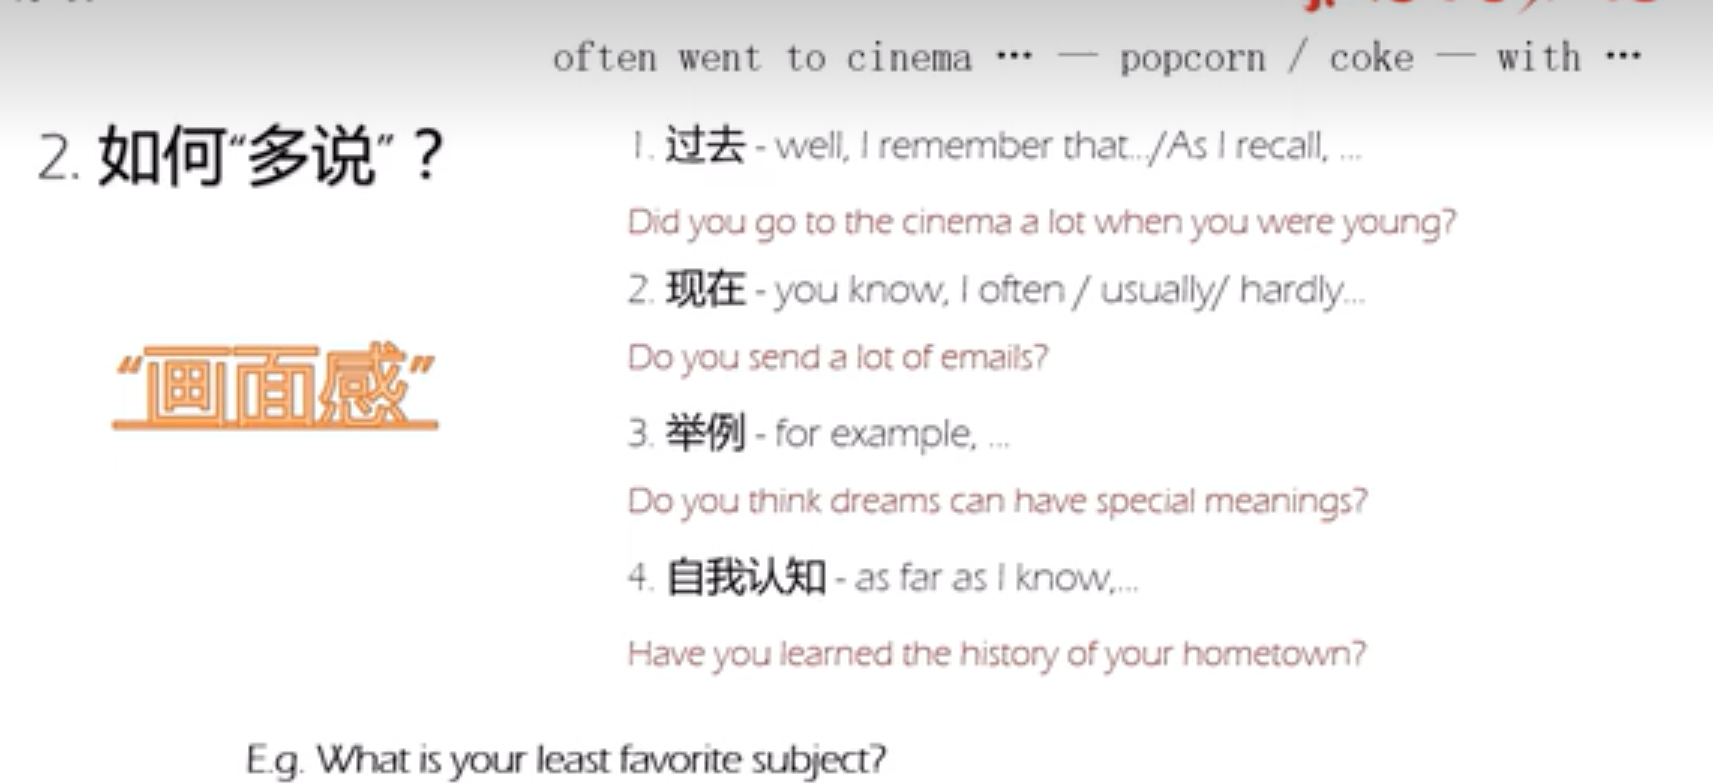 often went to cinema … — popcorn / coke — with …
2. 如何“多说”？
1. 过去 - well, I remember that.../As I recall, ...
Did you go to the cinema a lot when you were young?
2. 现在 - you know, I often / usually/ hardly...
“画面感”
Do you send a lot of emails?
3. 举例 - for example, ...
Do you think dreams can have special meanings?
4. 自我认知 - as far as I know,...
Have you learned the history of your hometown?
E.g. What is your least favorite subject?